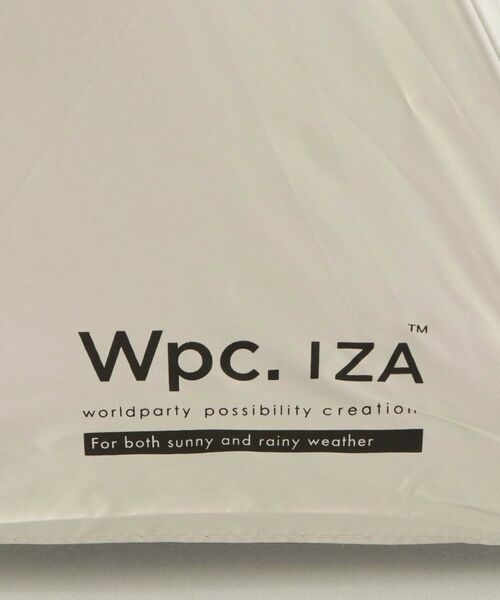 Wpc. IZA™
worldparty possibility creation
For both sunny and rainy weather